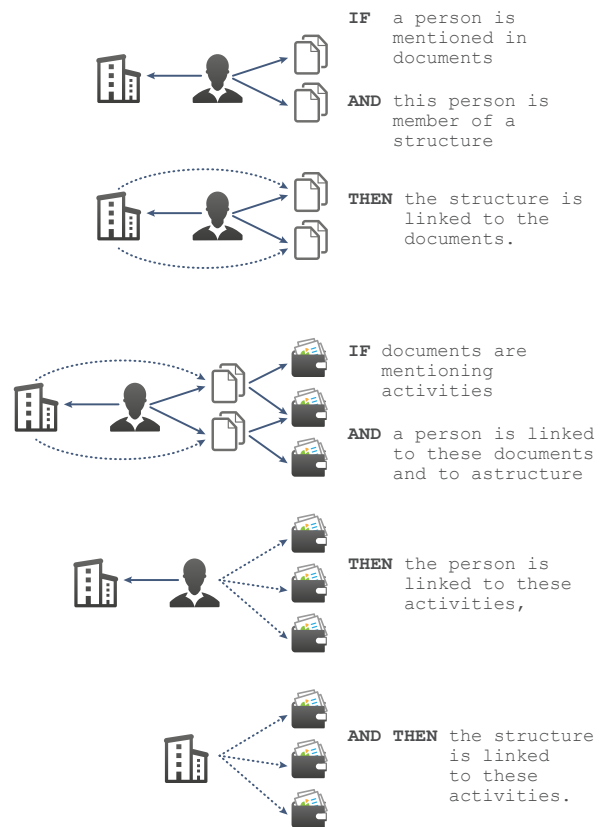 IF a person is
mentioned in
documents
AND this person is
member of a
structure
THEN the structure is
linked to the
documents.
IF documents are
mentioning
activities
AND a person is linked
to these documents
and to astructure
THEN the person is
linked to these
activities,
AND THEN the structure
is linked
to these
activities.